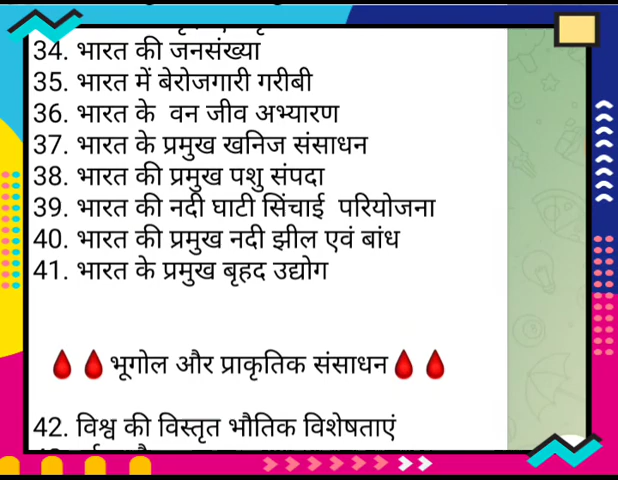 34. भारत की जनसंख्या
35. भारत में बेरोजगारी गरीबी
36. भारत के वन जीव अभ्यारण
37. भारत के प्रमुख खनिज संसाधन
38. भारत की प्रमुख पशु संपदा
39. भारत की नदी घाटी सिंचाई परियोजना
40. भारत की प्रमुख नदी झील एवं बांध
41. भारत के प्रमुख बृहद उद्योग
🩸🩸भूगोल और प्राकृतिक संसाधन🩸🩸
42. विश्व की विस्तृत भौतिक विशेषताएं